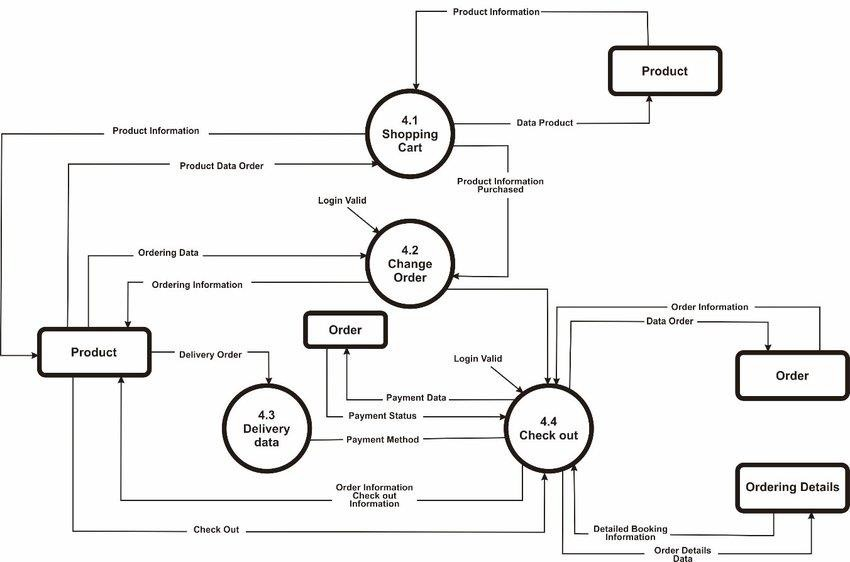 Product Information
Product
4.1
Shopping
Cart
Data Product
Product Information
Product Data Order
Product Information
Purchased
Login Valid
4.2
Change
Order
Ordering Data
Ordering Information
Order Information
Data Order
Order
Product
Delivery Order
Login Valid
Order
4.3
Delivery
data
Payment Data
Payment Status
Payment Method
4.4
Check out
Order Information
Check out
Information
Ordering Details
Check Out
Detailed Booking
Information
Order Details
Data